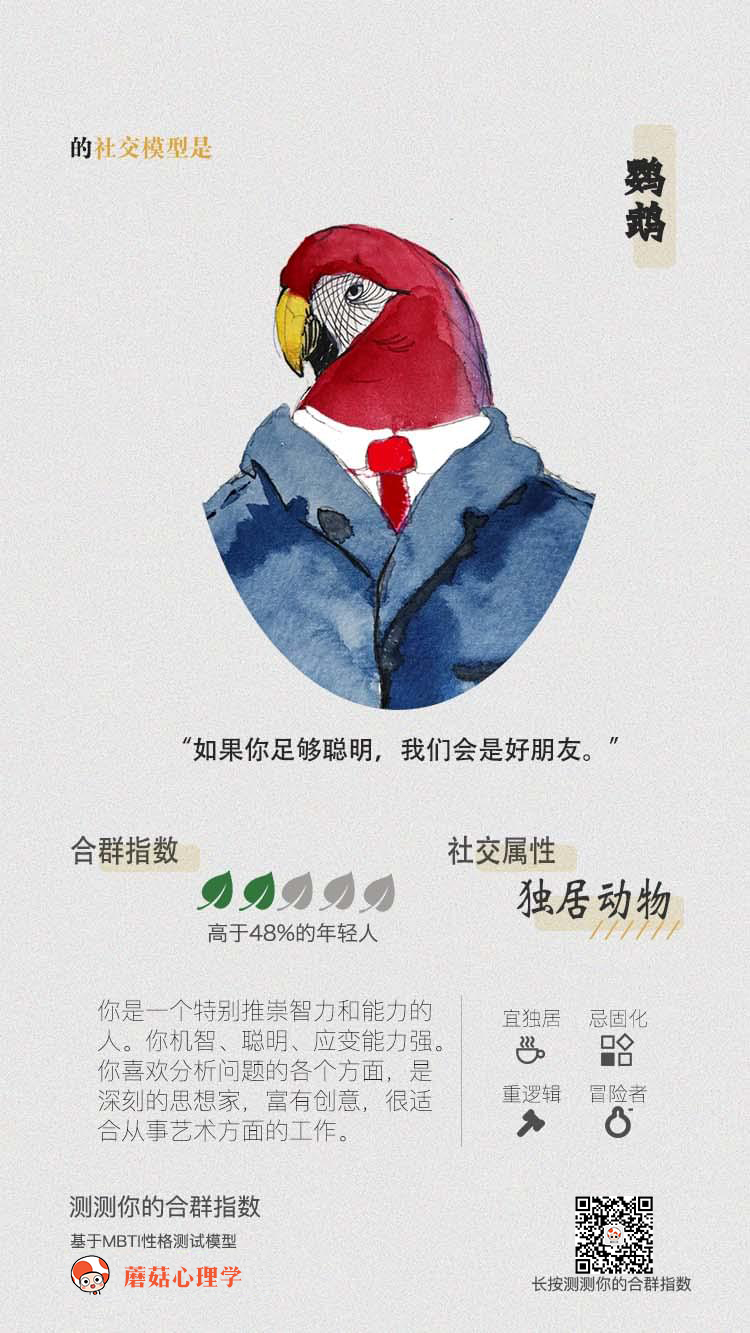 的社交模型是
鹦鹉
“如果你足够聪明，我们会是好朋友。”
合群指数
高于48%的年轻人
社交属性
独居动物
你是一个特别推崇智力和能力的
人。你机智、聪明、应变能力强。
你喜欢分析问题的各个方面，是
深刻的思想家，富有创意，很适
合从事艺术方面的工作。
宜独居 忌固化
重逻辑 冒险者
测测你的合群指数
基于MBTI性格测试模型
蘑菇心理学
长按测测你的合群指数